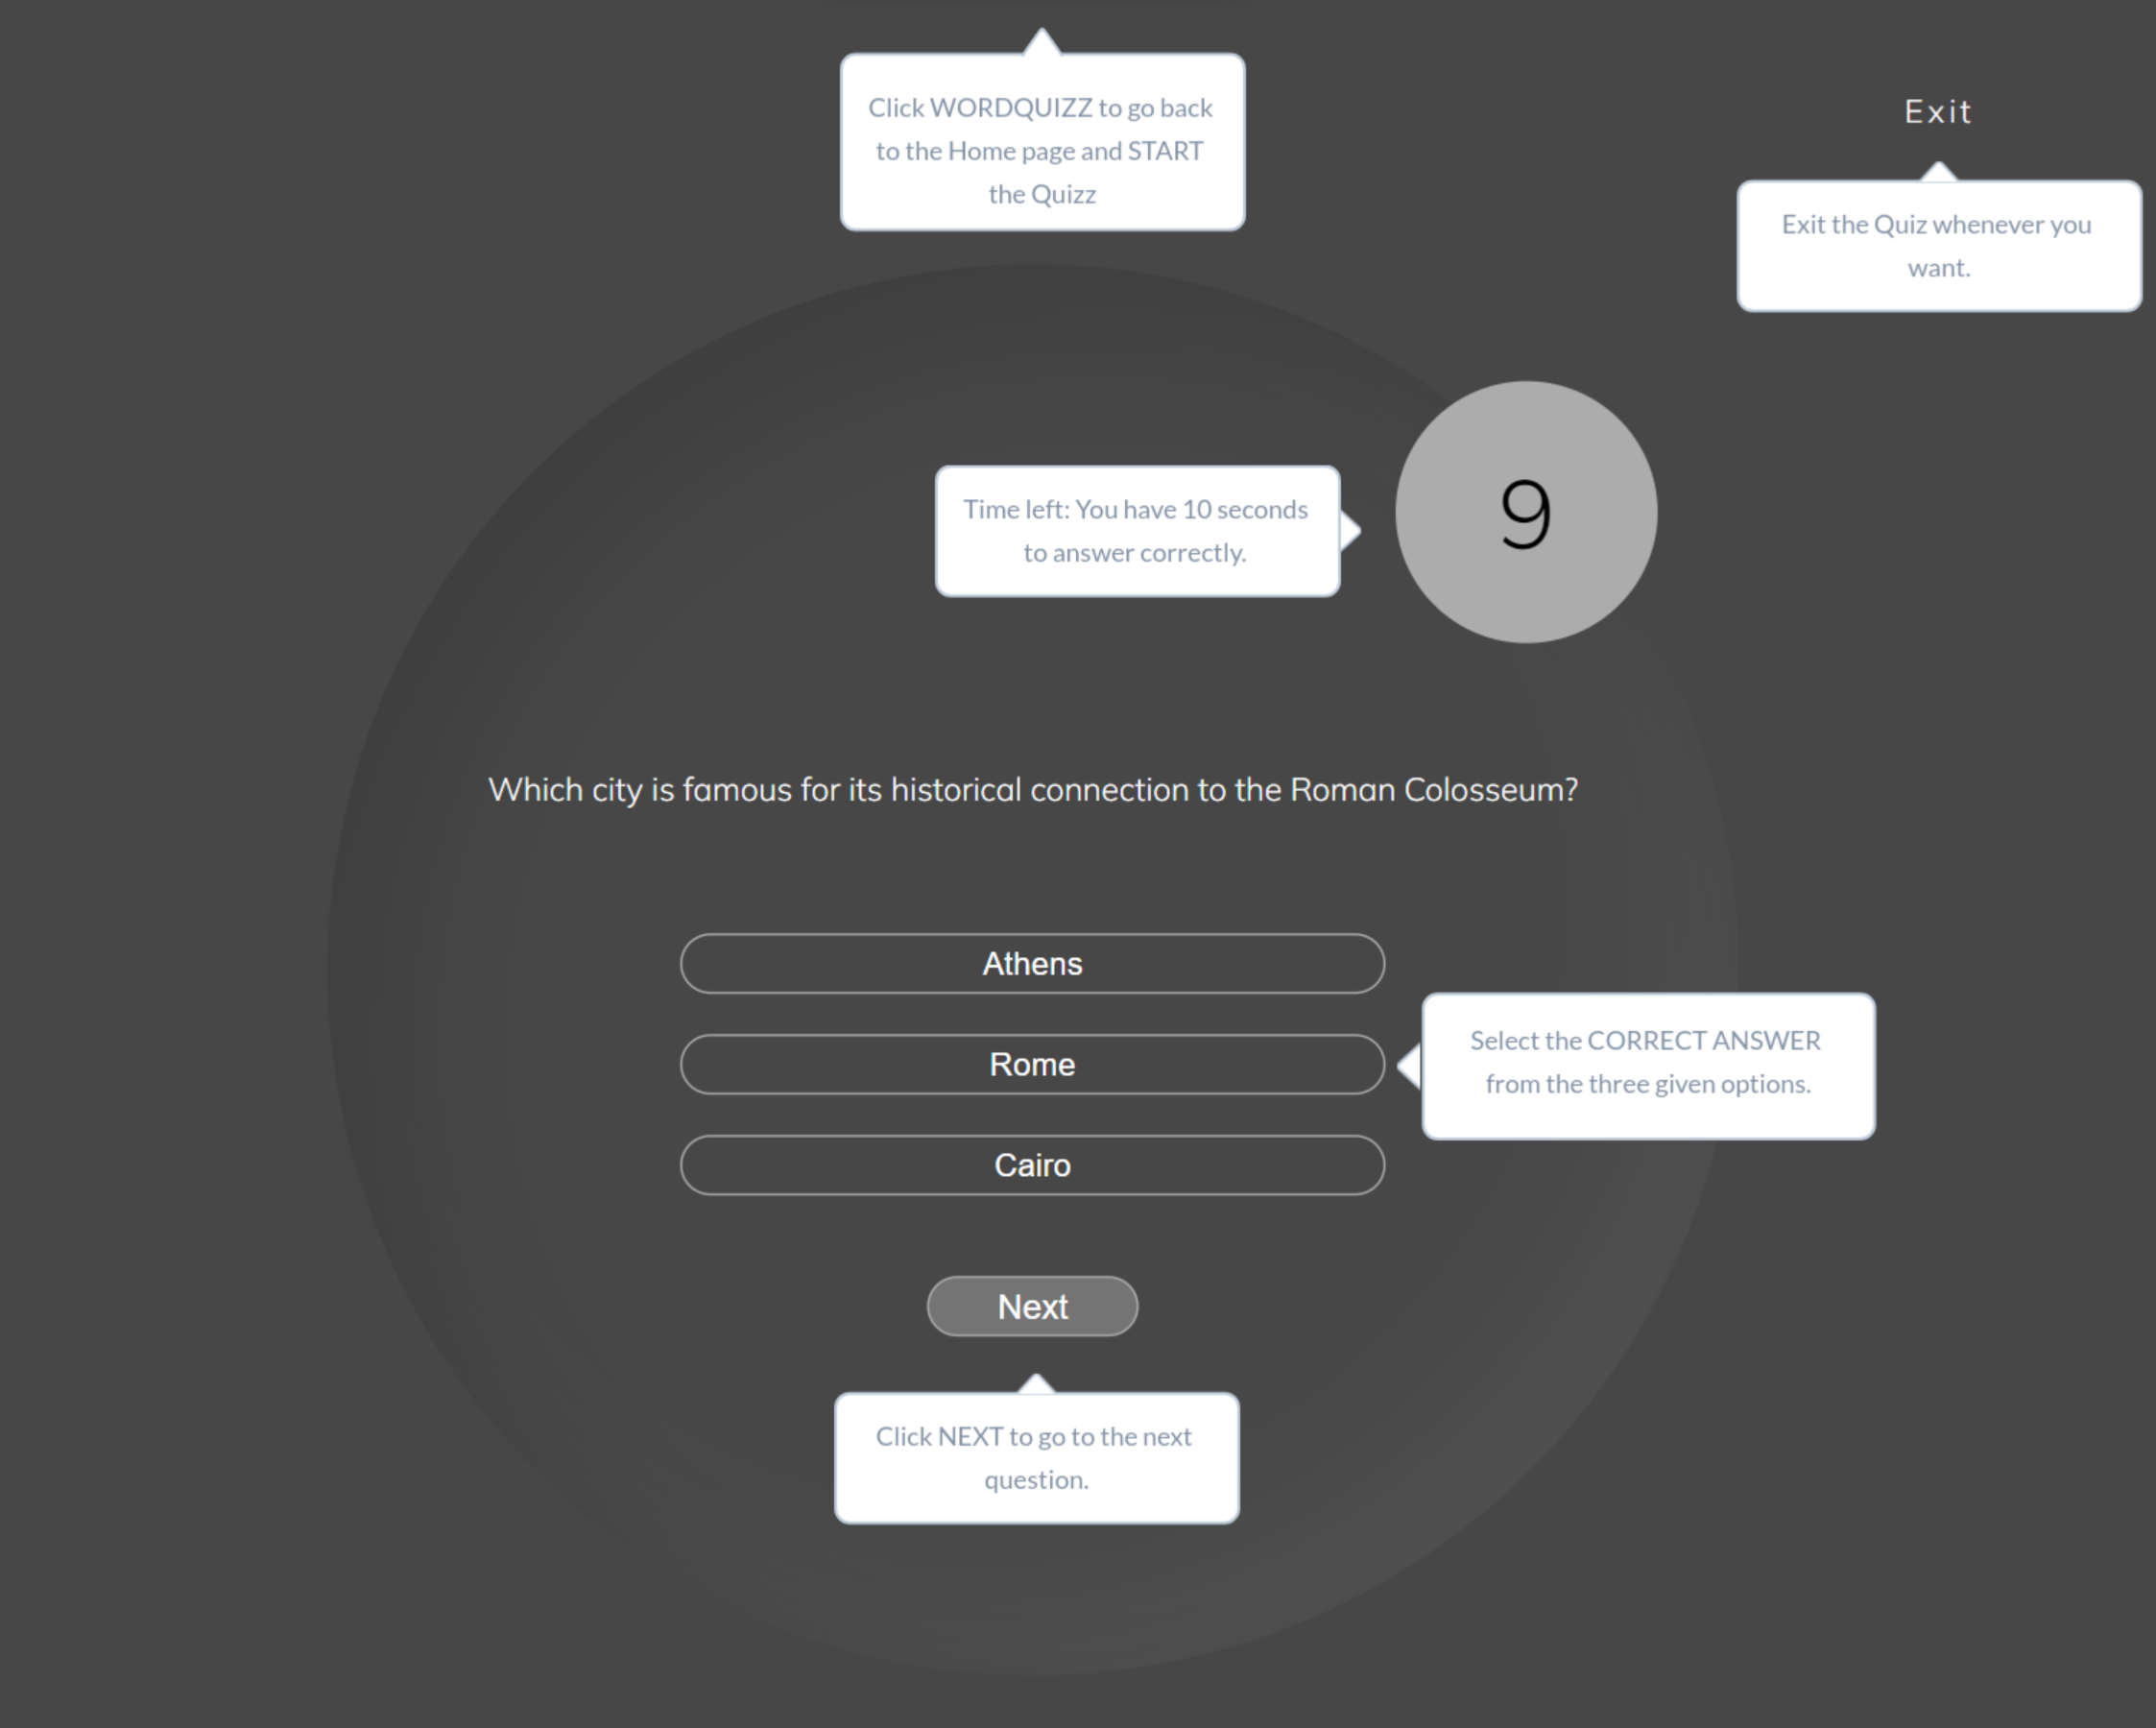 Click WORDQUIZZ to go back
to the Home page and START
the Quizz
Exit
Exit the Quiz whenever you
want.
Time left: You have 10 seconds
to answer correctly.
9
Which city is famous for its historical connection to the Roman Colosseum?
Athens
Rome
Select the CORRECT ANSWER
from the three given options.
Cairo
Next
Click NEXT to go to the next
question.